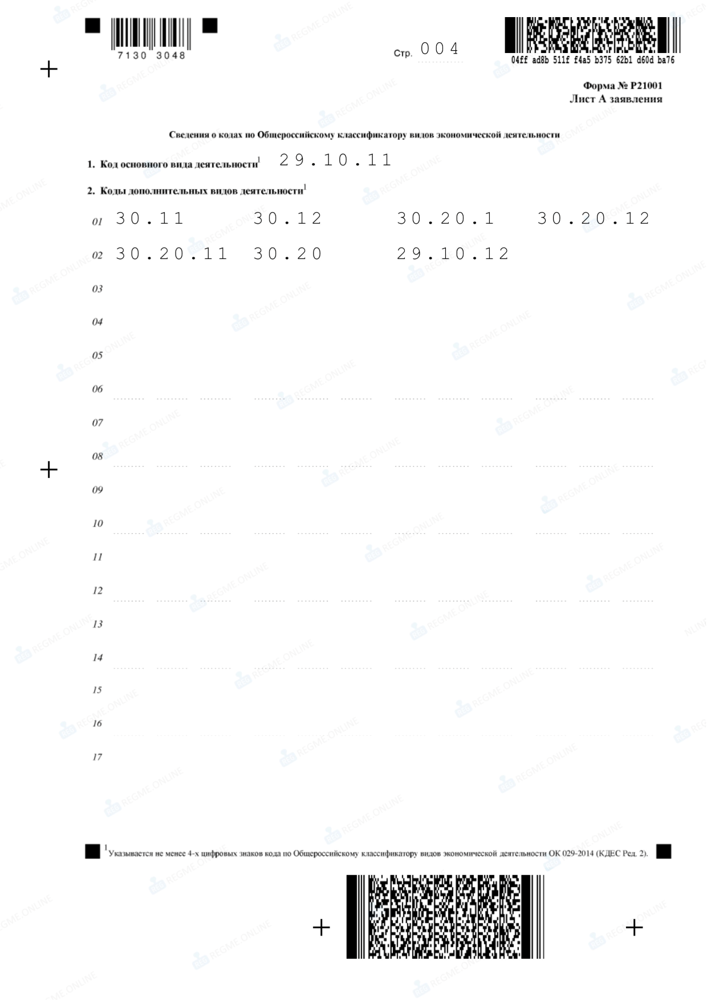 7130 3048
Стр. 004
04ff ad8b 511f f4a5 b375 62b1 d60d ba76
Форма № Р21001
Лист А заявления
Сведения о кодах по Общероссийскому классификатору видов экономической деятельности
1. Код основного вида деятельности¹ 29.10.11
2. Коды дополнительных видов деятельности¹
01 30.11 30.12 30.20.1 30.20.12
02 30.20.11 30.20 29.10.12
03
04
05
06
07
08
09
10
11
12
13
14
15
16
17
¹Указывается не менее 4-х цифровых знаков кода по Общероссийскому классификатору видов экономической деятельности ОК 029-2014 (КДЕС Ред. 2).
REG REGME.ONLINE